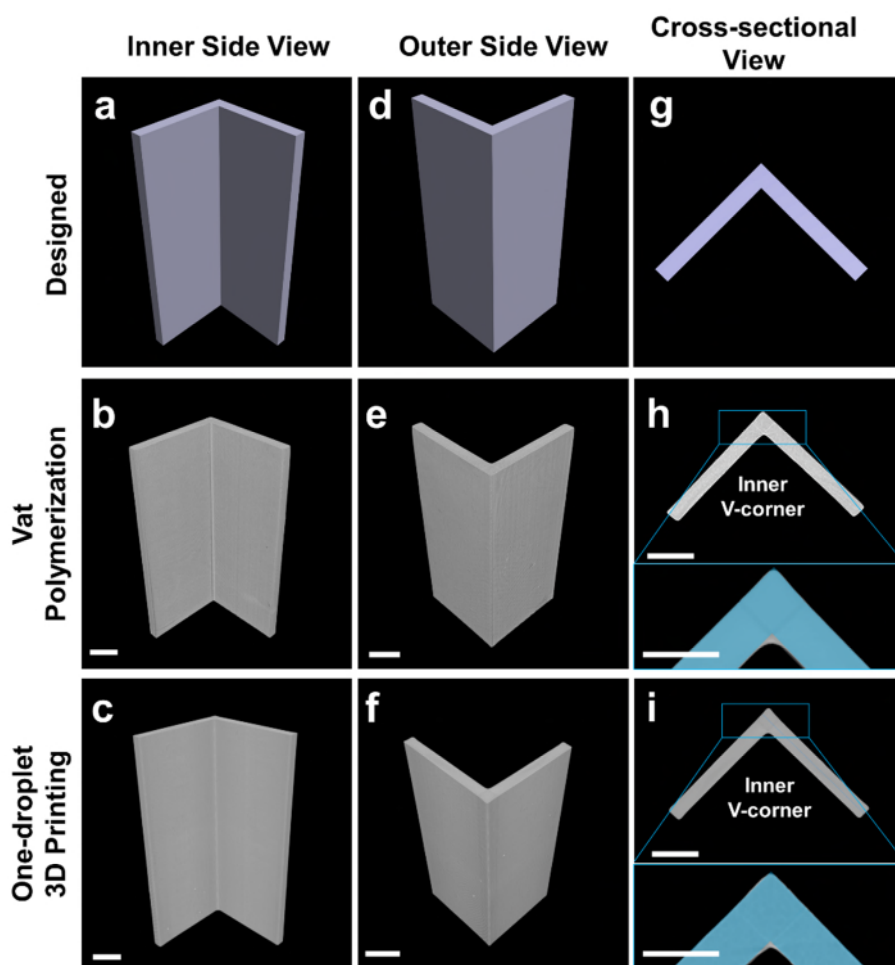 Inner Side View
Outer Side View
Cross-sectional
View
Designed
a
d
g
Vat
Polymerization
b
e
h
Inner
V-corner
One-droplet
3D Printing
c
f
i
Inner
V-corner